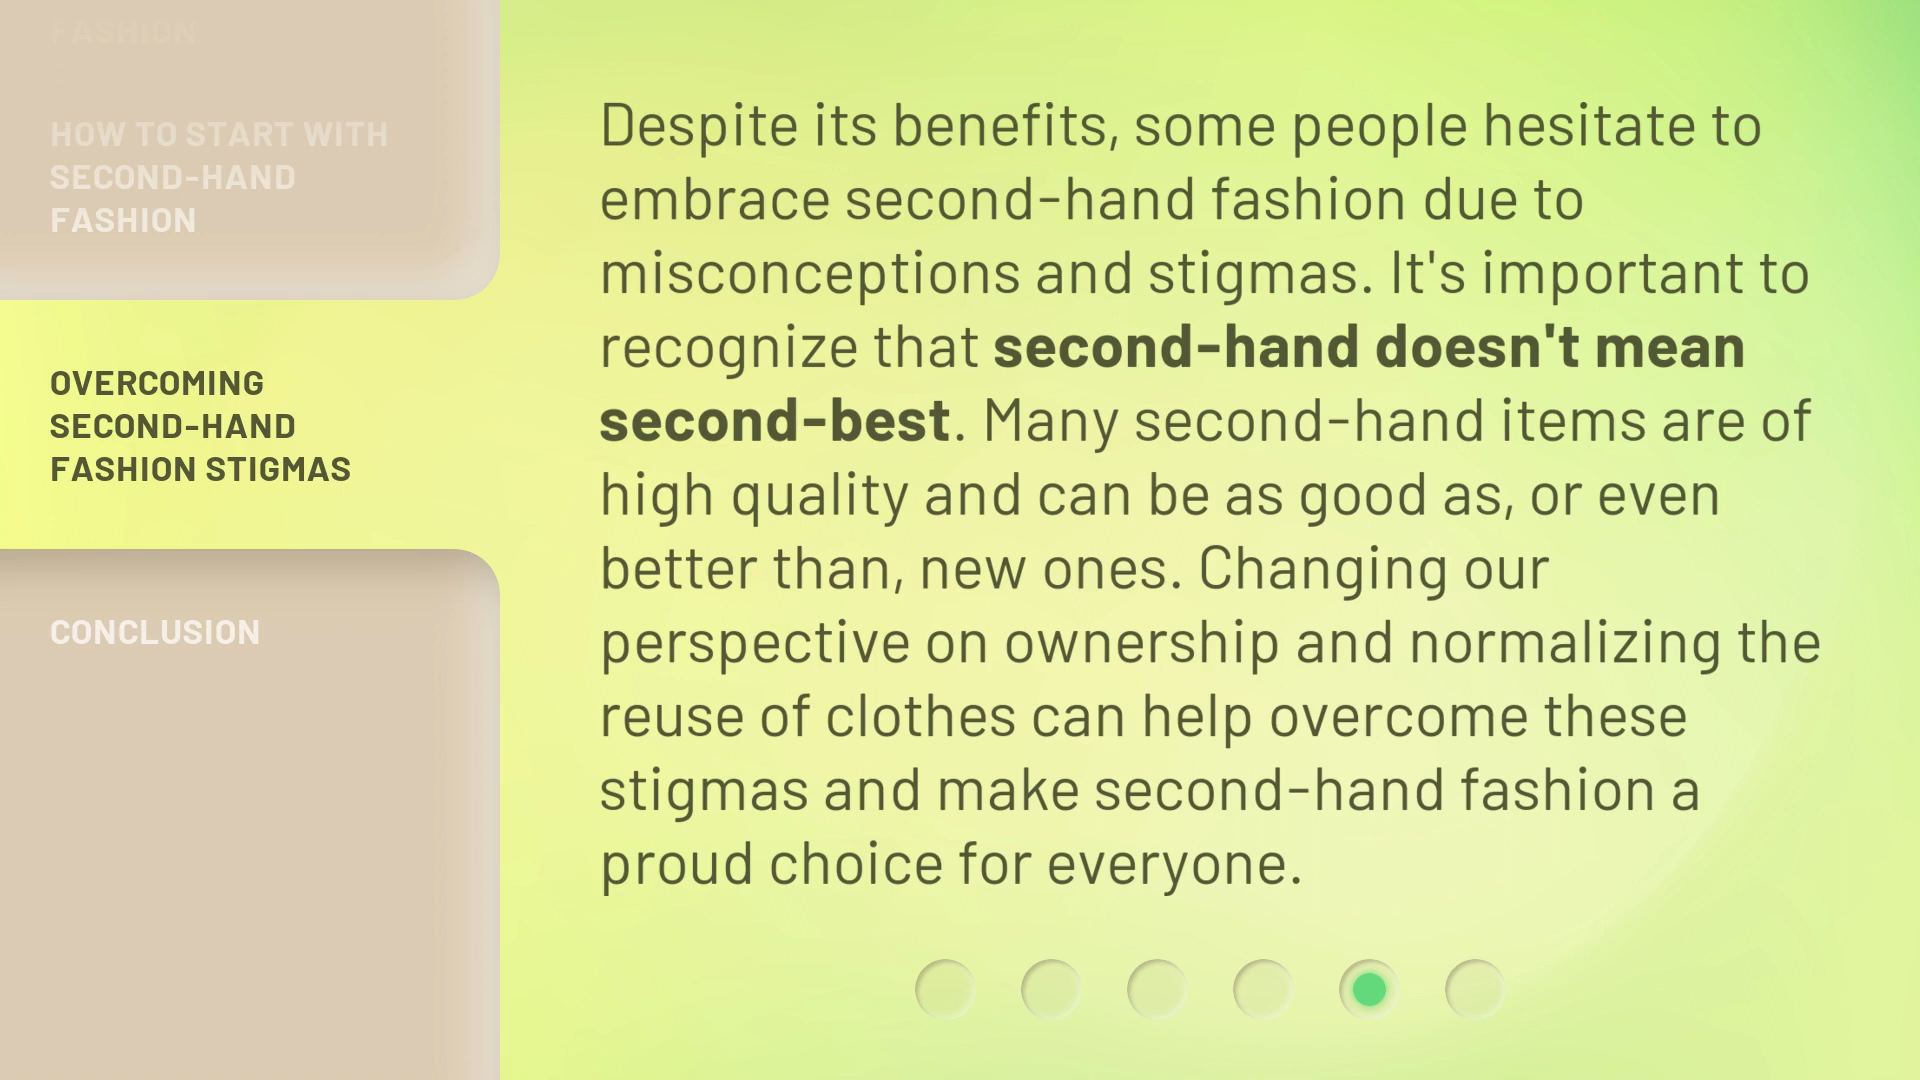 FASHION
HOW TO START WITH
SECOND-HAND
FASHION
OVERCOMING
SECOND-HAND
FASHION STIGMAS
CONCLUSION
Despite its benefits, some people hesitate to
embrace second-hand fashion due to
misconceptions and stigmas. It's important to
recognize that second-hand doesn't mean
second-best. Many second-hand items are of
high quality and can be as good as, or even
better than, new ones. Changing our
perspective on ownership and normalizing the
reuse of clothes can help overcome these
stigmas and make second-hand fashion a
proud choice for everyone.